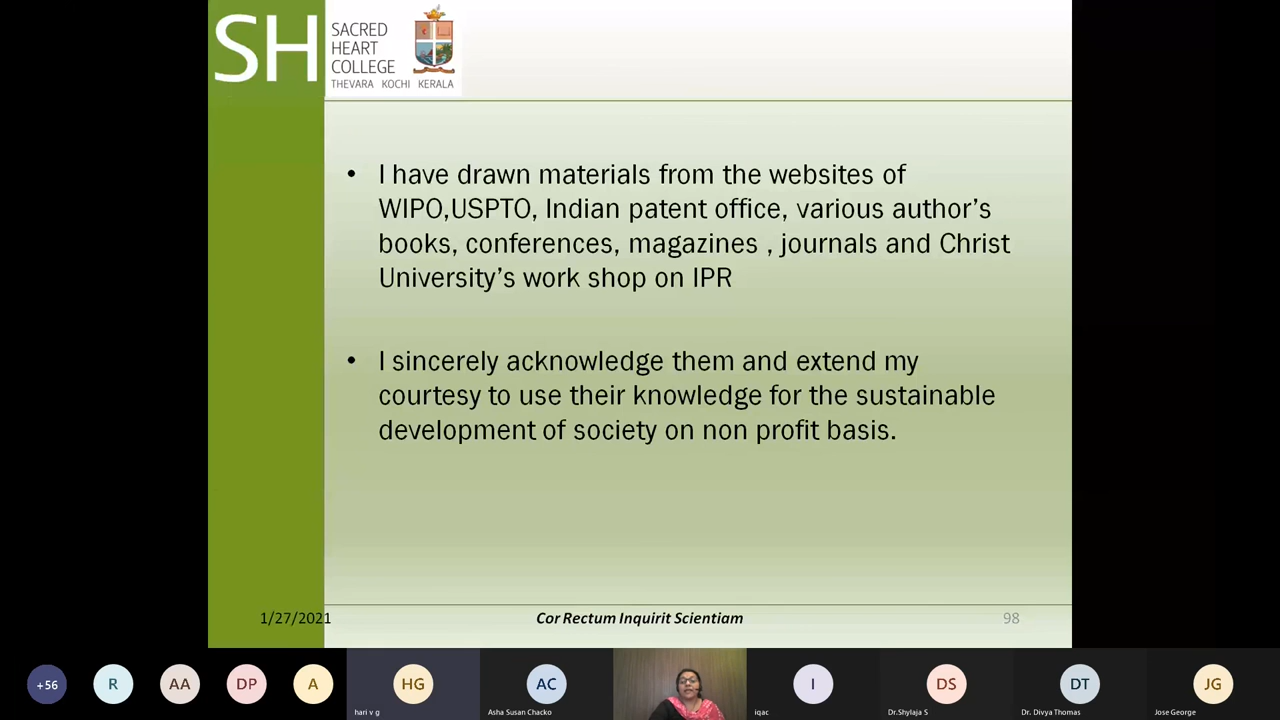 SH
SACRED
HEART
COLLEGE
THEVARA KOCHI KERALA
• I have drawn materials from the websites of
WIPO,USPTO, Indian patent office, various author's
books, conferences, magazines , journals and Christ
University's work shop on IPR
• I sincerely acknowledge them and extend my
courtesy to use their knowledge for the sustainable
development of society on non profit basis.
1/27/2021
Cor Rectum Inquirit Scientiam
98
+56
R
AA
DP
A
HG
hari v g
AC
Asha Susan Chacko
I
iqac
DS
Dr.Shylaja S
DT
Dr. Divya Thomas
JG
Jose George